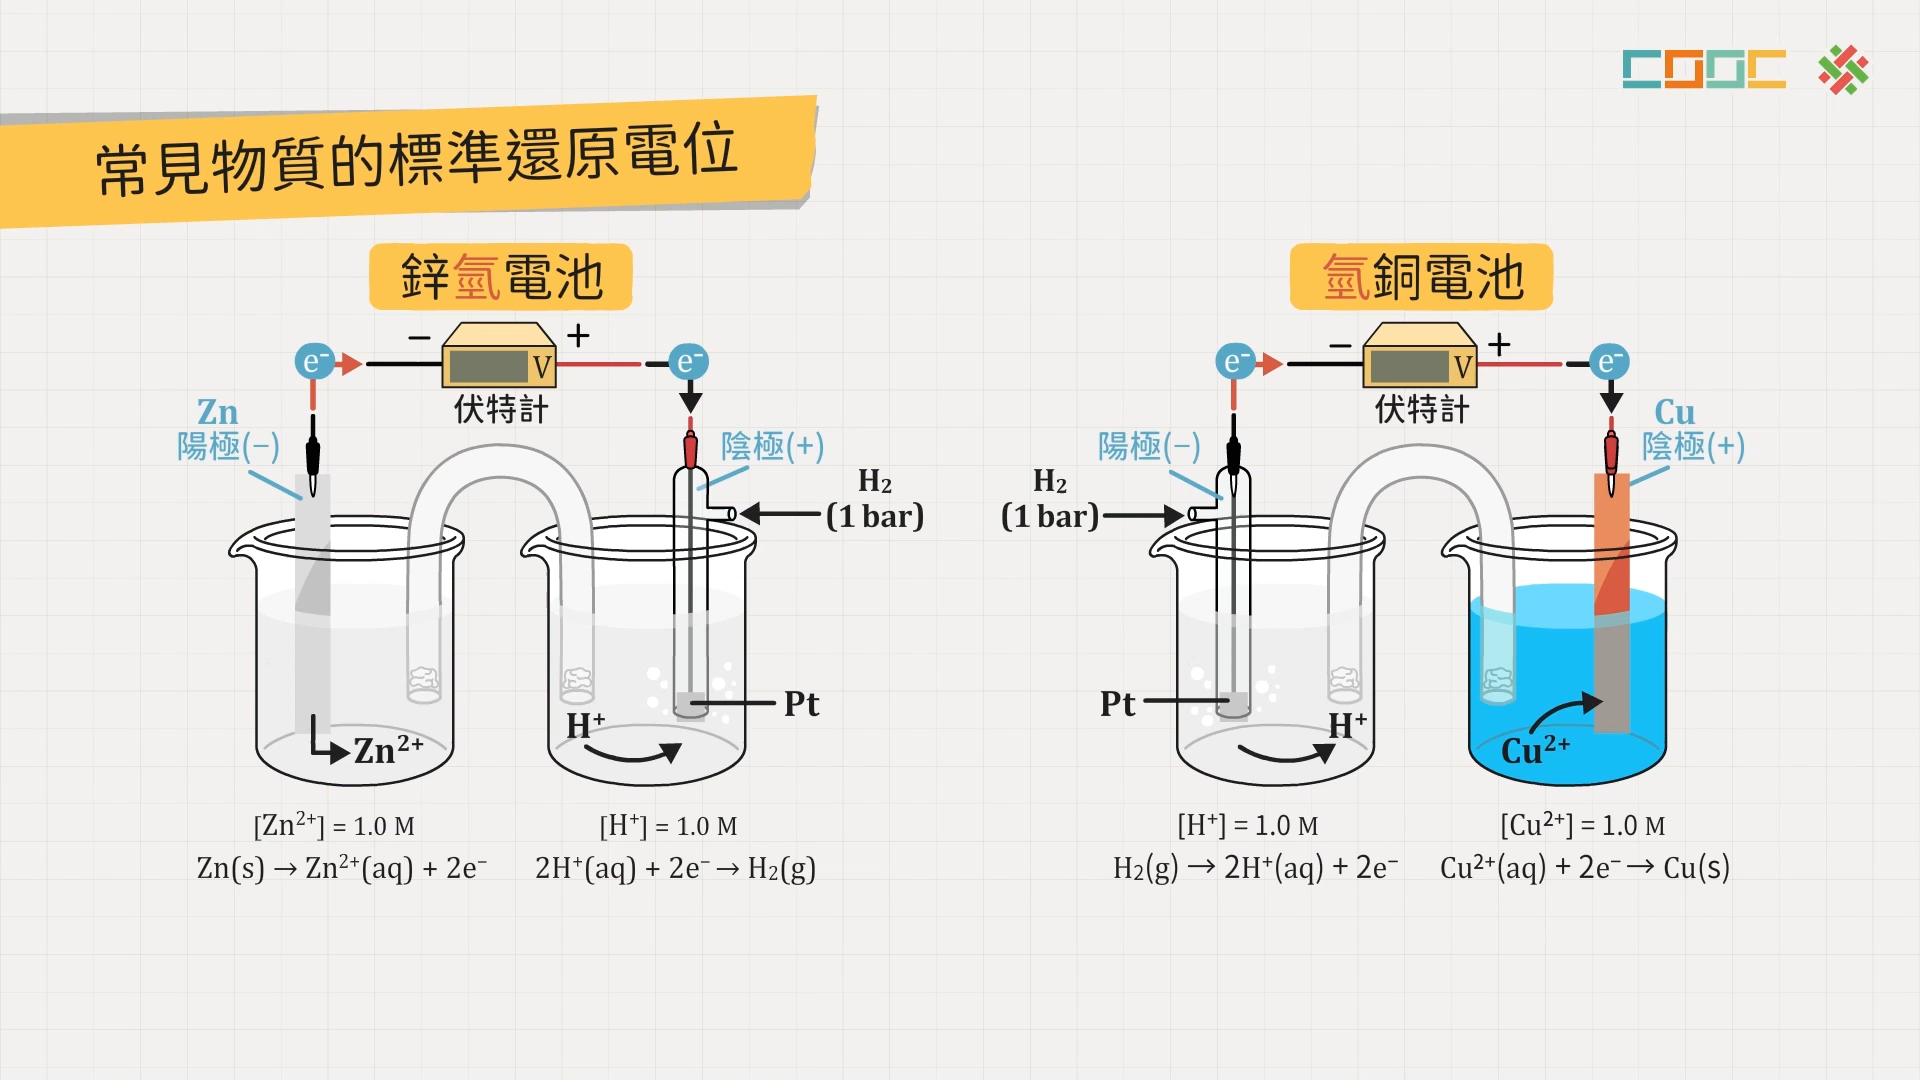 COOC
常見物質的標準還原電位
鋅氫電池
− +
e⁻ V e⁻
伏特計
Zn
陽極(−)
陰極(+)
H₂
(1 bar)
Pt
H⁺
Zn²⁺
[Zn²⁺] = 1.0 M
[H⁺] = 1.0 M
Zn(s) → Zn²⁺(aq) + 2e⁻
2H⁺(aq) + 2e⁻ → H₂(g)
氫銅電池
− +
e⁻ V e⁻
伏特計
Cu
陽極(−)
陰極(+)
H₂
(1 bar)
Pt
H⁺
Cu²⁺
[H⁺] = 1.0 M
[Cu²⁺] = 1.0 M
H₂(g) → 2H⁺(aq) + 2e⁻
Cu²⁺(aq) + 2e⁻ → Cu(s)